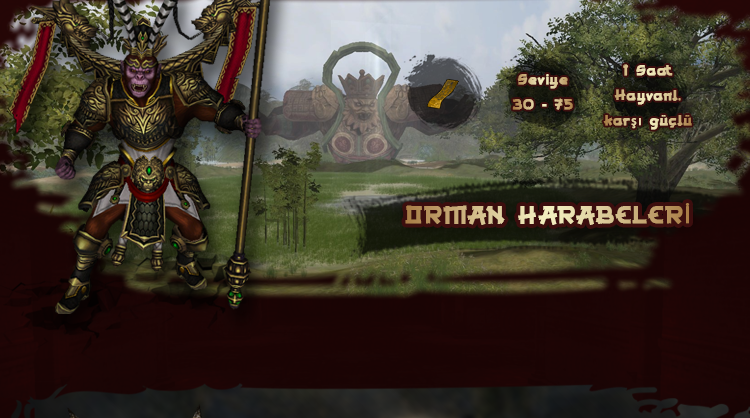 Seviye
30 - 75
1 Saat
Hayvanl.
karşı güçlü
ORMAN HARABELERİ